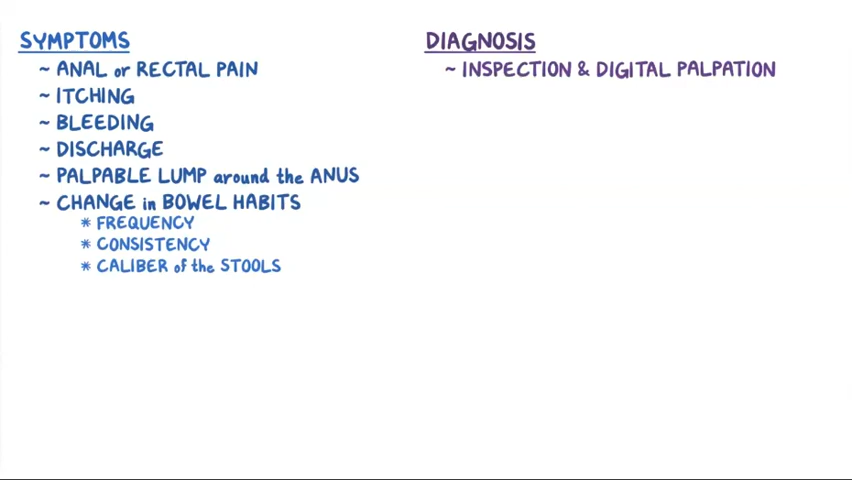 SYMPTOMS
~ ANAL or RECTAL PAIN
~ ITCHING
~ BLEEDING
~ DISCHARGE
~ PALPABLE LUMP around the ANUS
~ CHANGE in BOWEL HABITS
* FREQUENCY
* CONSISTENCY
* CALIBER of the STOOLS
DIAGNOSIS
~ INSPECTION & DIGITAL PALPATION